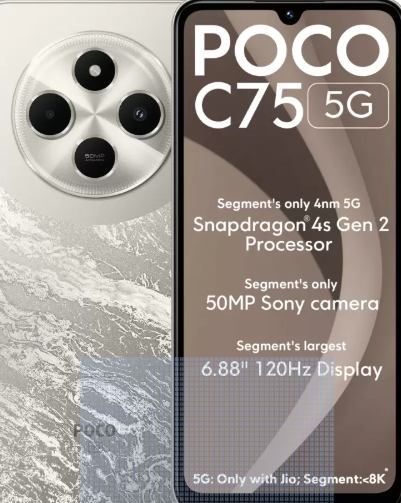 POCO
C75 5G
Segment's only 4nm 5G
Snapdragon® 4s Gen 2
Processor
Segment's only
50MP Sony camera
Segment's largest
6.88" 120Hz Display
5G: Only with Jio; Segment:<8K*
50MP
POCO